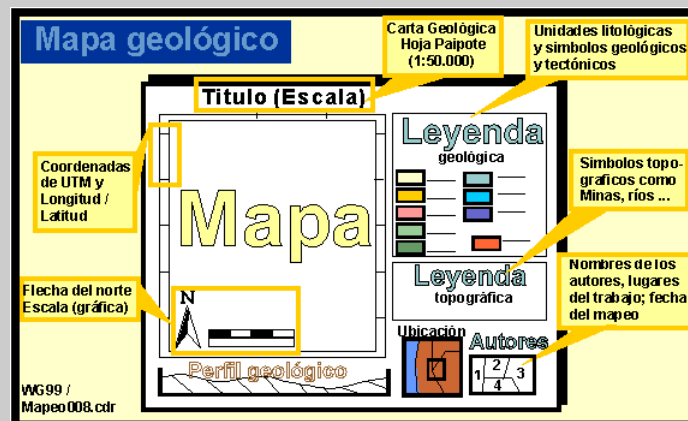 Mapa geológico
Carta Geológica
Hoja Paipote
(1:50.000)
Unidades litológicas
y simbolos geológicos
y tectónicos
Titulo (Escala)
Leyenda
geológica
Coordenadas
de UTM y
Longitud /
Latitud
Mapa
Simbolos topo-
graficos como
Minas, ríos ...
Leyenda
topográfica
Flecha del norte
Escala (gráfica)
N
Nombres de los
autores, lugares
del trabajo; fecha
del mapeo
Ubicación
Autores
1 2 3
4
Perfil geológico
WG99 /
Mapeo008.cdr